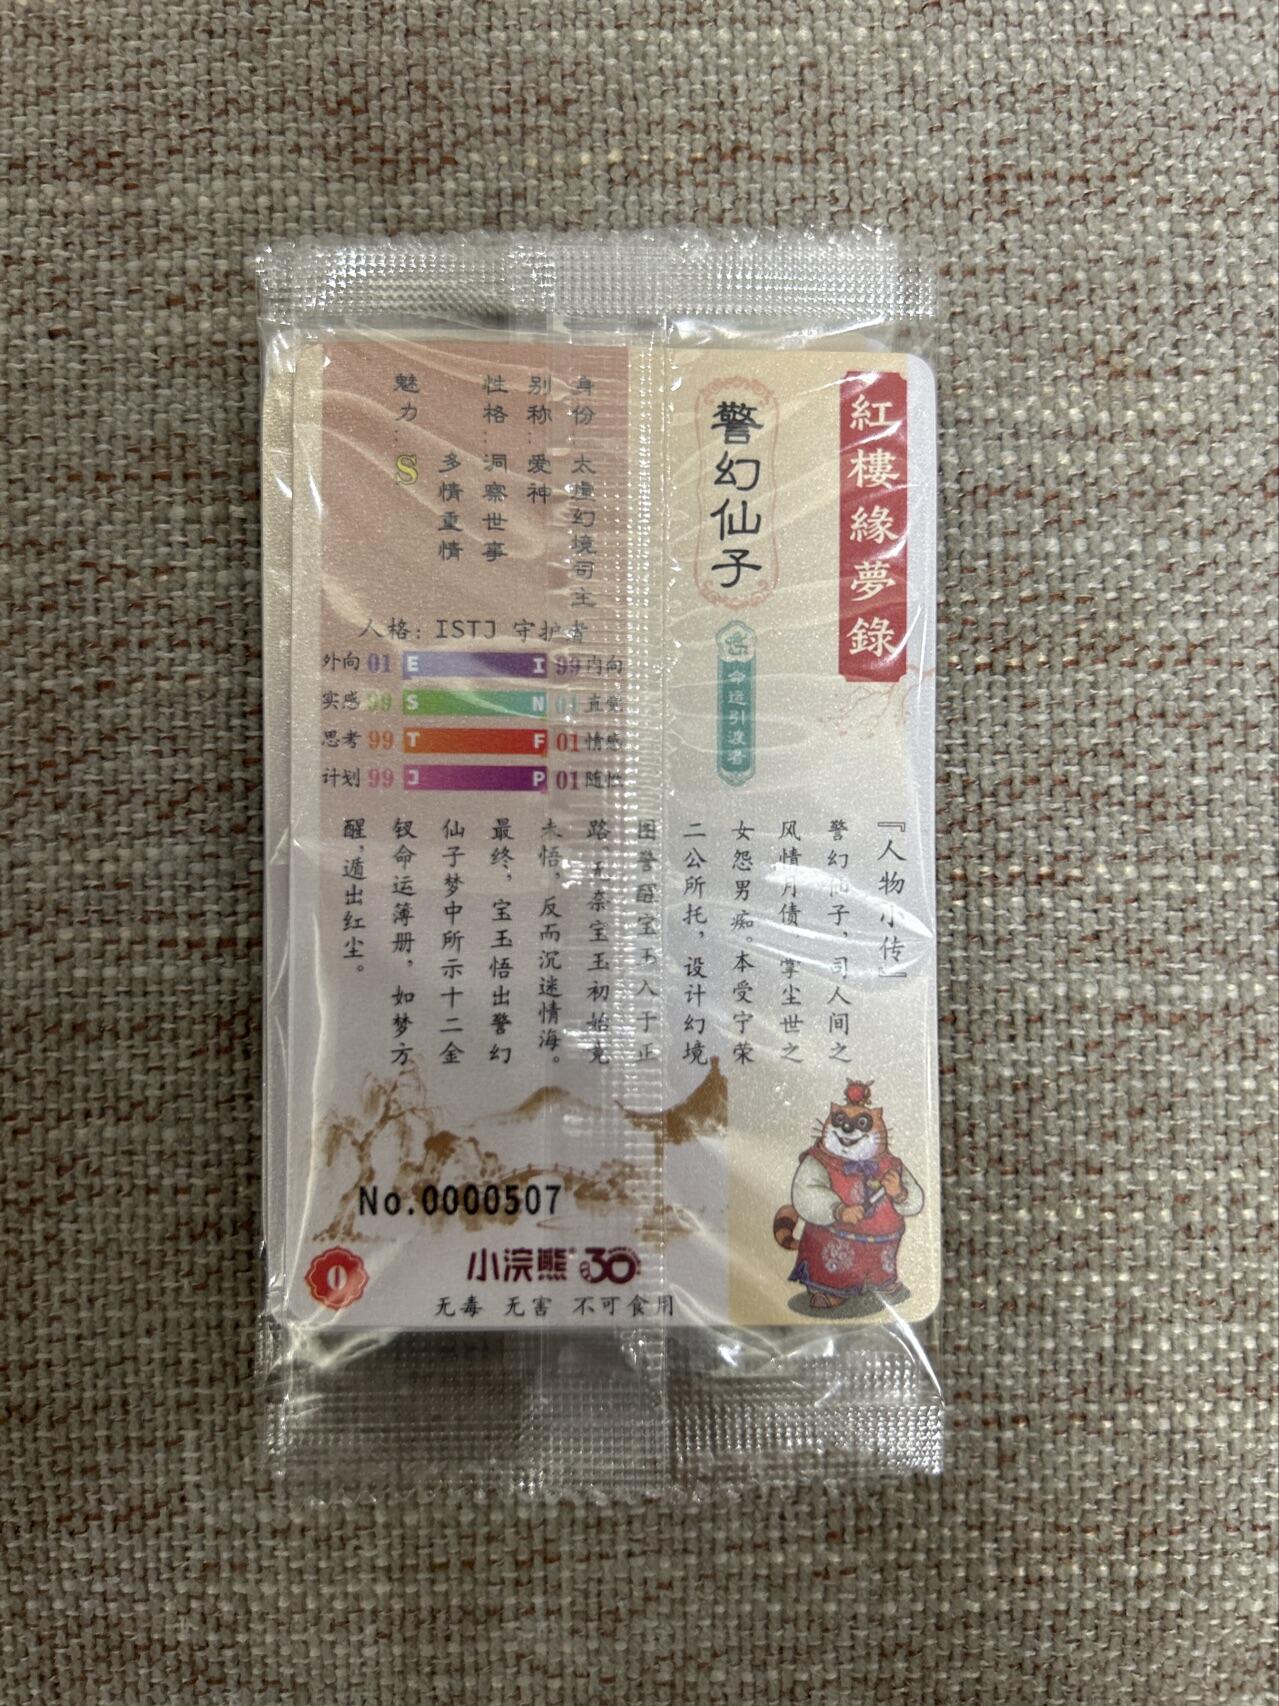 紅樓緣夢錄
警幻仙子
命运引渡者
身份:太虚幻境司主
别称:爱神
性格:洞察世事
多情重情
魅力:S
人格:ISTJ 守护者
外向 01 E I 99 内向
实感 99 S N 01 直觉
思考 99 T F 01 情感
计划 99 J P 01 随性
『人物小传』
警幻仙子，司人间之
风情月债，掌尘世之
女怨男痴。本受宁荣
二公所托，设计幻境
图警醒宝玉入于正
路，无奈宝玉初始竟
未悟，反而沉迷情海。
最终，宝玉悟出警幻
仙子梦中所示十二金
钗命运簿册，如梦方
醒，遁出红尘。
No.0000507
小浣熊 30
无毒 无害 不可食用